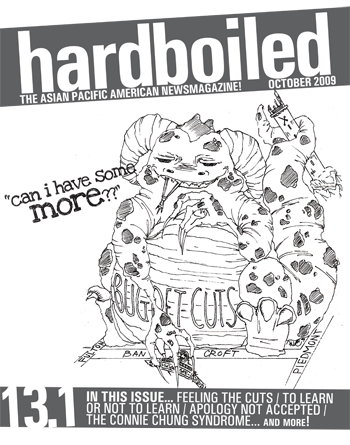 hardboiled
THE ASIAN PACIFIC AMERICAN NEWSMAGAZINE!
OCTOBER 2009
"can i have some
more??"
BUDGET CUTS
FULTON
BANCROFT
PIEDMONT
13.1
IN THIS ISSUE... FEELING THE CUTS / TO LEARN
OR NOT TO LEARN / APOLOGY NOT ACCEPTED /
THE CONNIE CHUNG SYNDROME... AND MORE!